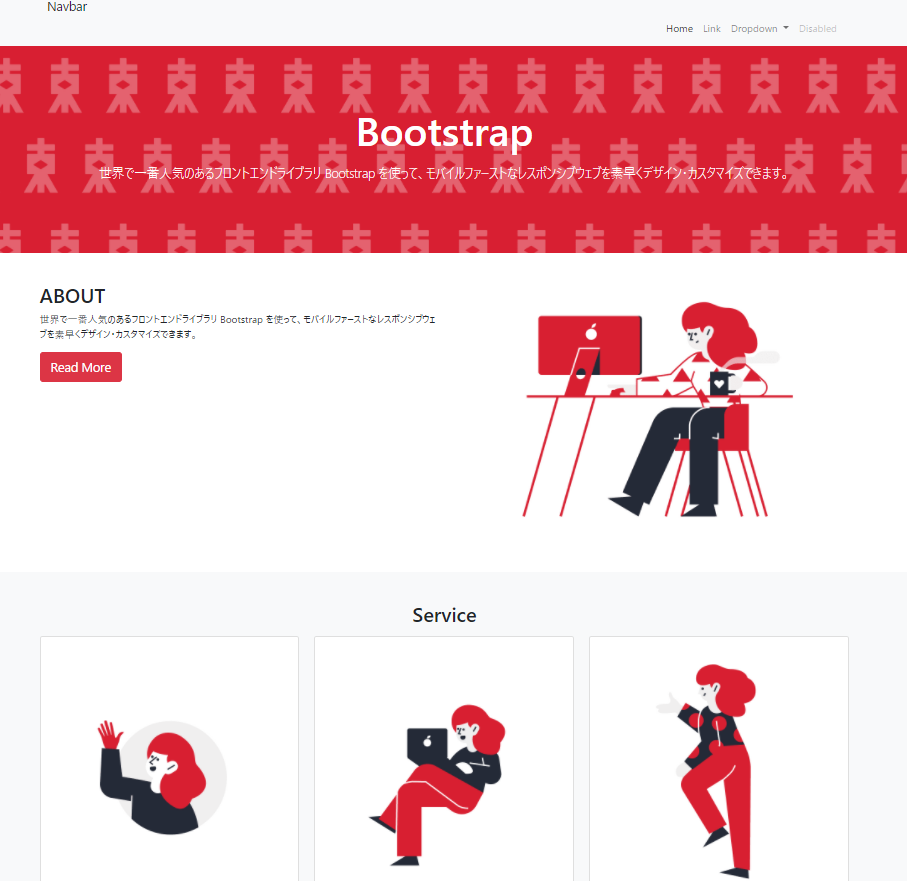 Navbar
Home Link Dropdown Disabled
Bootstrap
世界で一番人気のあるフロントエンドライブラリ Bootstrap を使って、モバイルファーストなレスポンシブウェブを素早くデザイン・カスタマイズできます。
ABOUT
世界で一番人気のあるフロントエンドライブラリ Bootstrap を使って、モバイルファーストなレスポンシブウェ
ブを素早くデザイン・カスタマイズできます。
Read More
Service